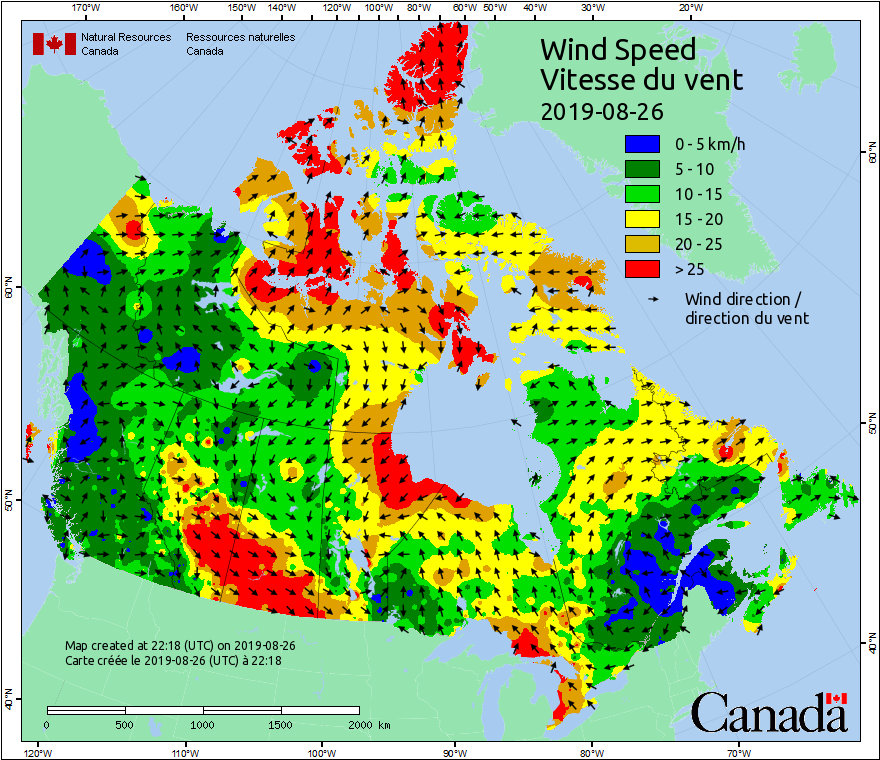 170°W 160°W 150°W 140°W 120°W 100°W 80°W 60°W 50°W 40°W 30°W 20°W
Natural Resources Canada
Ressources naturelles Canada
Wind Speed
Vitesse du vent
2019-08-26
0 - 5 km/h
5 - 10
10 - 15
15 - 20
20 - 25
> 25
Wind direction /
direction du vent
60°N
50°N
40°N
60°N
50°N
40°N
Map created at 22:18 (UTC) on 2019-08-26
Carte créée le 2019-08-26 (UTC) à 22:18
0 500 1000 1500 2000 km
Canada
120°W 110°W 100°W 90°W 80°W 70°W